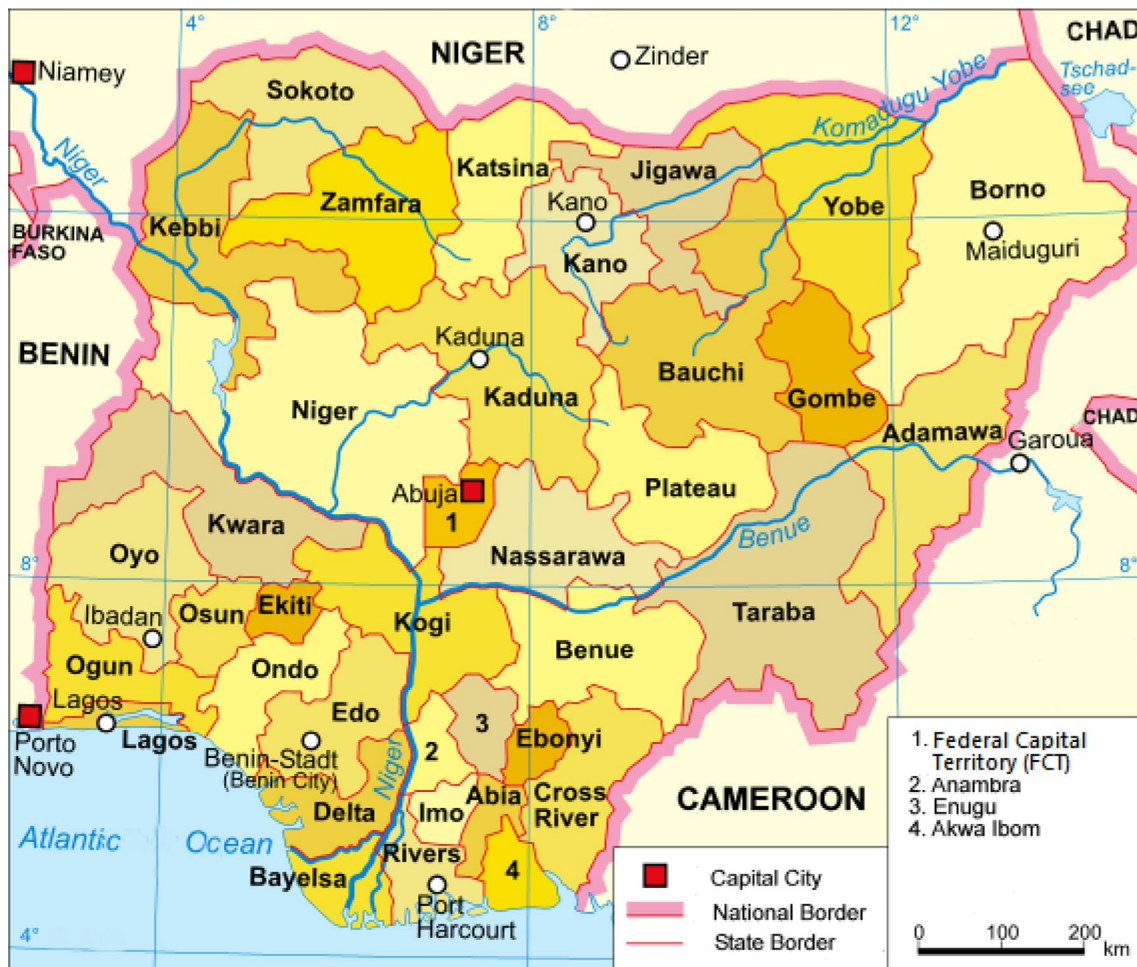 4°
8°
12°
CHAD
NIGER
Zinder
Niamey
Tschad-
see
Sokoto
Komadugu Yobe
Niger
Katsina
Jigawa
Borno
Zamfara
Kano
Yobe
Kebbi
BURKINA
FASO
Maiduguri
Kano
Kaduna
BENIN
Bauchi
Kaduna
Gombe
Niger
CHAD
Adamawa
Garoua
Abuja
Plateau
1
Kwara
Benue
Nassarawa
Oyo
8°
8°
Ekiti
Osun
Ibadan
Taraba
Kogi
Benue
Ogun
Ondo
Lagos
Edo
3
Porto
Novo
Lagos
Ebonyi
2
Benin-Stadt
(Benin City)
Niger
Abia
Cross
River
CAMEROON
Delta
Imo
Atlantic Ocean
Rivers
4
Bayelsa
Port
Harcourt
4°
1. Federal Capital
Territory (FCT)
2. Anambra
3. Enugu
4. Akwa Ibom
Capital City
National Border
State Border
0 100 200
km